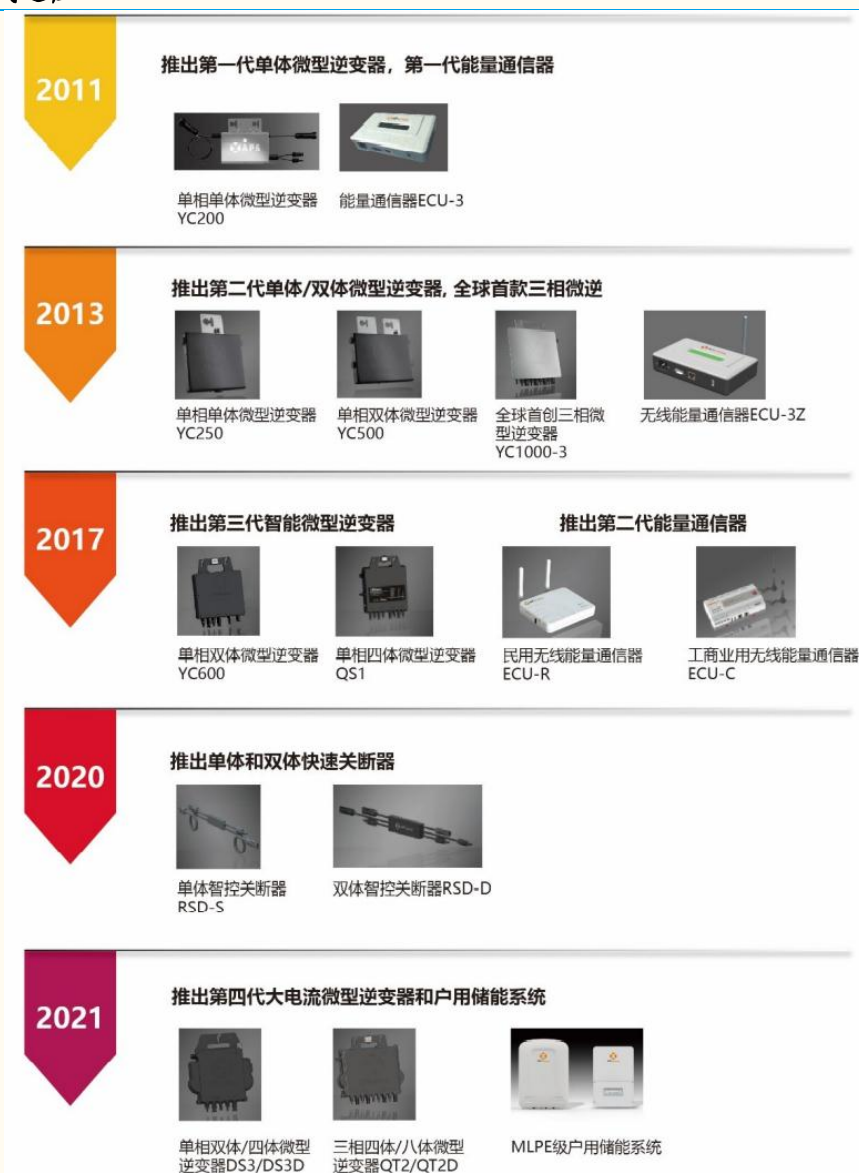 2011
推出第一代单体微型逆变器，第一代能量通信器
APS
单相单体微型逆变器
YC200
能量通信器ECU-3
2013
推出第二代单体/双体微型逆变器, 全球首款三相微逆
单相单体微型逆变器
YC250
单相双体微型逆变器
YC500
全球首创三相微
型逆变器
YC1000-3
无线能量通信器ECU-3Z
2017
推出第三代智能微型逆变器
推出第二代能量通信器
单相双体微型逆变器
YC600
单相四体微型逆变器
QS1
民用无线能量通信器
ECU-R
工商业用无线能量通信器
ECU-C
2020
推出单体和双体快速关断器
单体智控关断器
RSD-S
双体智控关断器RSD-D
2021
推出第四代大电流微型逆变器和户用储能系统
单相双体/四体微型
逆变器DS3/DS3D
三相四体/八体微型
逆变器QT2/QT2D
MLPE级户用储能系统